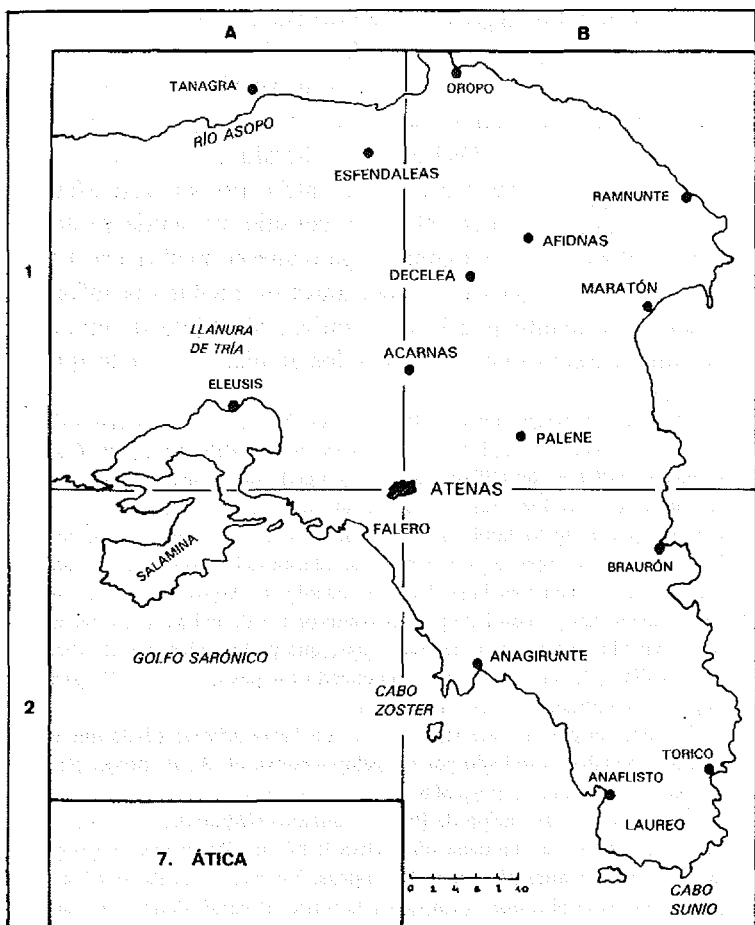 A
B
TANAGRA
OROPO
RÍO ASOPO
ESFENDALEAS
RAMNUNTE
AFIDNAS
1
DECELEA
MARATÓN
LLANURA
DE TRÍA
ACARNAS
ELEUSIS
PALENE
ATENAS
FALERO
SALAMINA
BRAURÓN
GOLFO SARÓNICO
ANAGIRUNTE
CABO
ZOSTER
2
TORICO
ANAFLISTO
LAUREO
7. ÁTICA
CABO
SUNIO